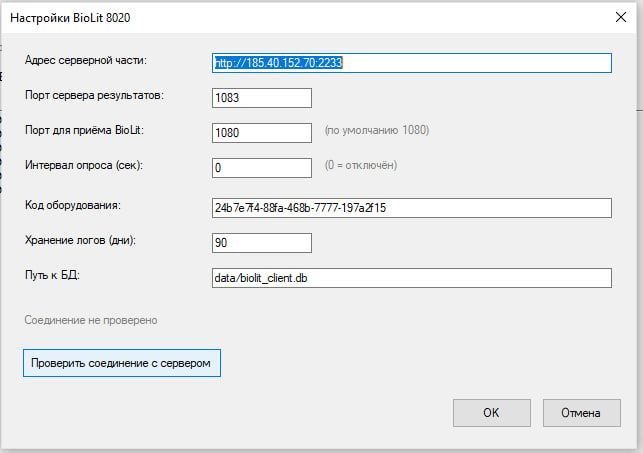 Настройки BioLit 8020
Адрес серверной части: http://185.40.152.70:2233
Порт сервера результатов: 1083
Порт для приёма BioLit: 1080 (по умолчанию 1080)
Интервал опроса (сек): 0 (0 = отключён)
Код оборудования: 24b7e7f4-88fa-468b-7777-197a2f15
Хранение логов (дни): 90
Путь к БД: data/biolit_client.db
Соединение не проверено
Проверить соединение с сервером
OK Отмена